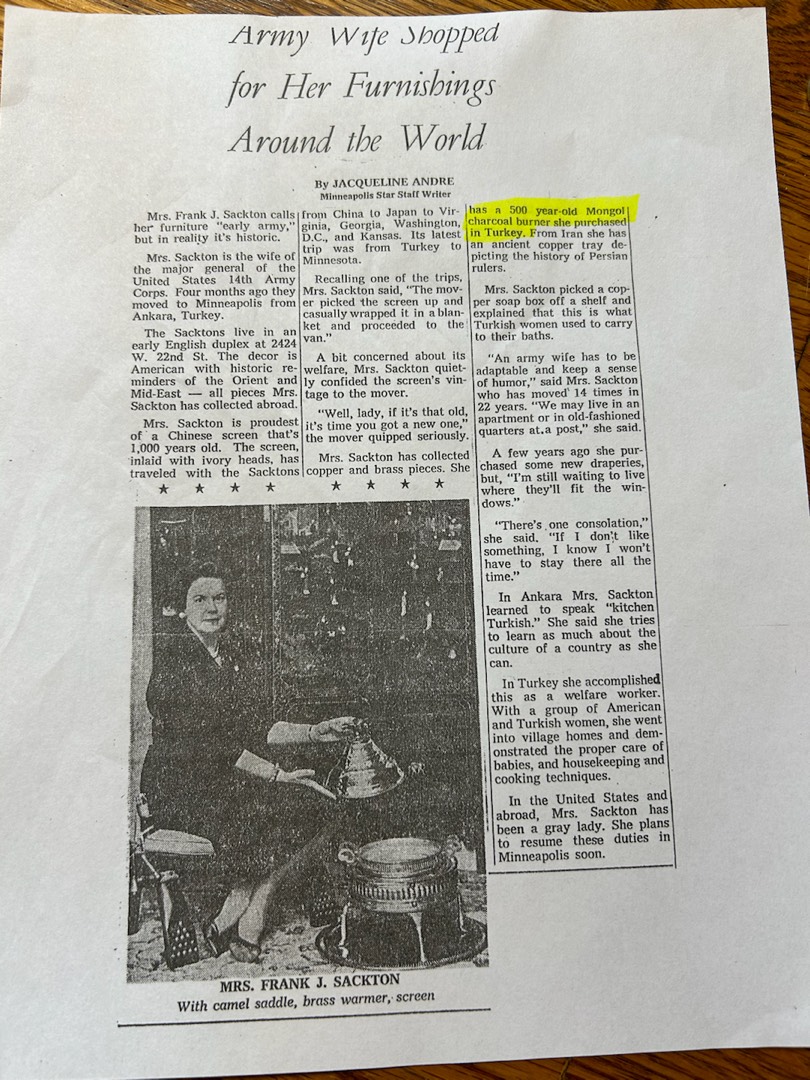 Army Wife Shopped
for Her Furnishings
Around the World
By JACQUELINE ANDRE
Minneapolis Star Staff Writer
Mrs. Frank J. Sackton calls
her furniture "early army,"
but in reality it's historic.
Mrs. Sackton is the wife of
the major general of the
United States 14th Army
Corps. Four months ago they
moved to Minneapolis from
Ankara, Turkey.
The Sacktons live in an
early English duplex at 2424
W. 22nd St. The decor is
American with historic re-
minders of the Orient and
Mid-East — all pieces Mrs.
Sackton has collected abroad.
Mrs. Sackton is proudest
of a Chinese screen that's
1,000 years old. The screen,
inlaid with ivory heads, has
traveled with the Sacktons
from China to Japan to Vir-
ginia, Georgia, Washington,
D.C., and Kansas. Its latest
trip was from Turkey to
Minnesota.
Recalling one of the trips,
Mrs. Sackton said, "The mov-
er picked the screen up and
casually wrapped it in a blan-
ket and proceeded to the
van."
A bit concerned about its
welfare, Mrs. Sackton quiet-
ly confided the screen's vin-
tage to the mover.
"Well, lady, if it's that old,
it's time you got a new one,"
the mover quipped seriously.
Mrs. Sackton has collected
copper and brass pieces. She
has a 500 year-old Mongol
charcoal burner she purchased
in Turkey. From Iran she has
an ancient copper tray de-
picting the history of Persian
rulers.
Mrs. Sackton picked a cop-
per soap box off a shelf and
explained that this is what
Turkish women used to carry
to their baths.
"An army wife has to be
adaptable and keep a sense
of humor," said Mrs. Sackton
who has moved 14 times in
22 years. "We may live in an
apartment or in old-fashioned
quarters at a post," she said.
A few years ago she pur-
chased some new draperies,
but, "I'm still waiting to live
where they'll fit the win-
dows."
"There's one consolation,"
she said. "If I don't like
something, I know I won't
have to stay there all the
time."
In Ankara Mrs. Sackton
learned to speak "kitchen
Turkish." She said she tries
to learn as much about the
culture of a country as she
can.
In Turkey she accomplished
this as a welfare worker.
With a group of American
and Turkish women, she went
into village homes and dem-
onstrated the proper care of
babies, and housekeeping and
cooking techniques.
In the United States and
abroad, Mrs. Sackton has
been a gray lady. She plans
to resume these duties in
Minneapolis soon.
MRS. FRANK J. SACKTON
With camel saddle, brass warmer, screen